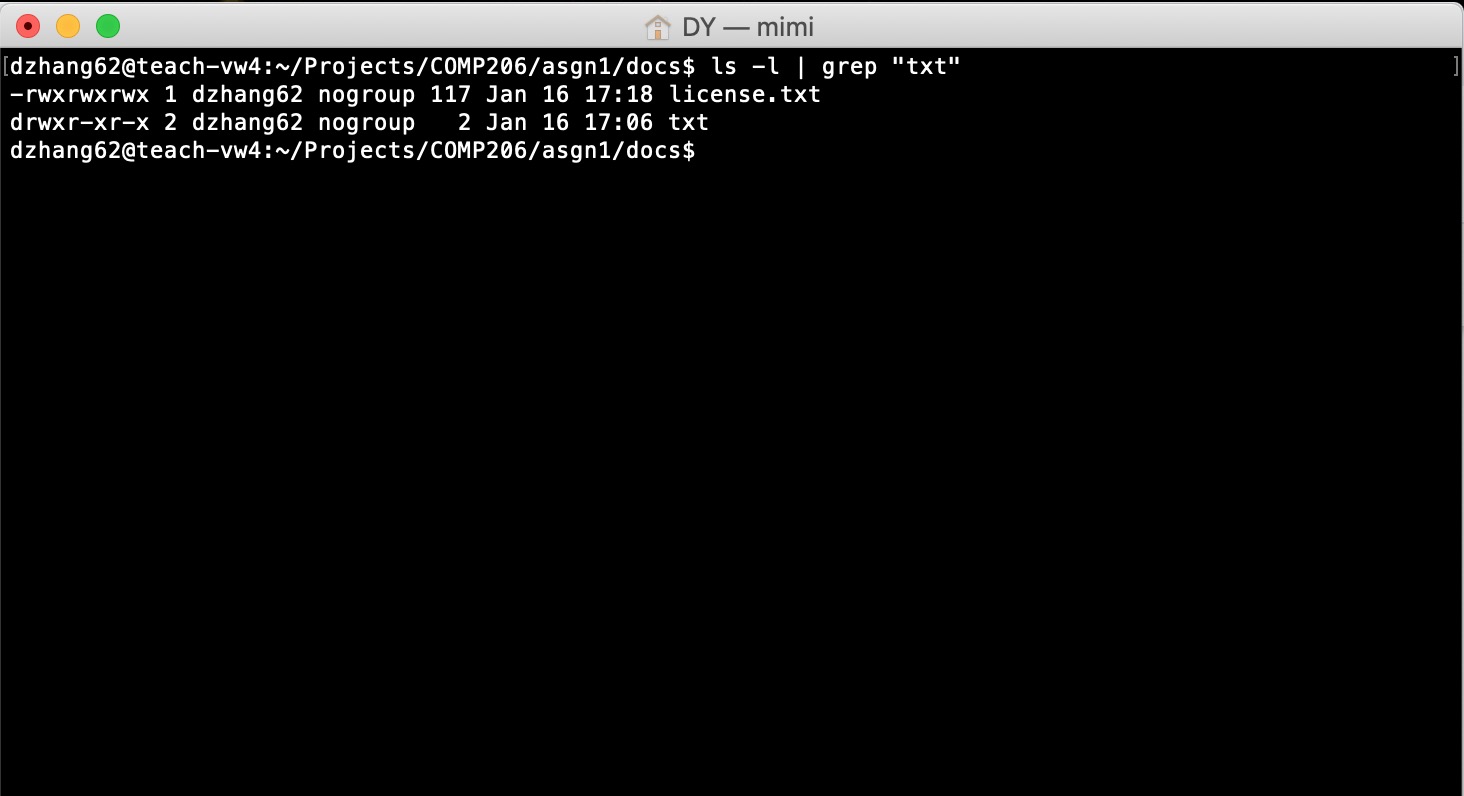 DY — mimi
[dzhang62@teach-vw4:~/Projects/COMP206/asgn1/docs$ ls -l | grep "txt" ]
-rwxrwxrwx 1 dzhang62 nogroup 117 Jan 16 17:18 license.txt
drwxr-xr-x 2 dzhang62 nogroup   2 Jan 16 17:06 txt
dzhang62@teach-vw4:~/Projects/COMP206/asgn1/docs$